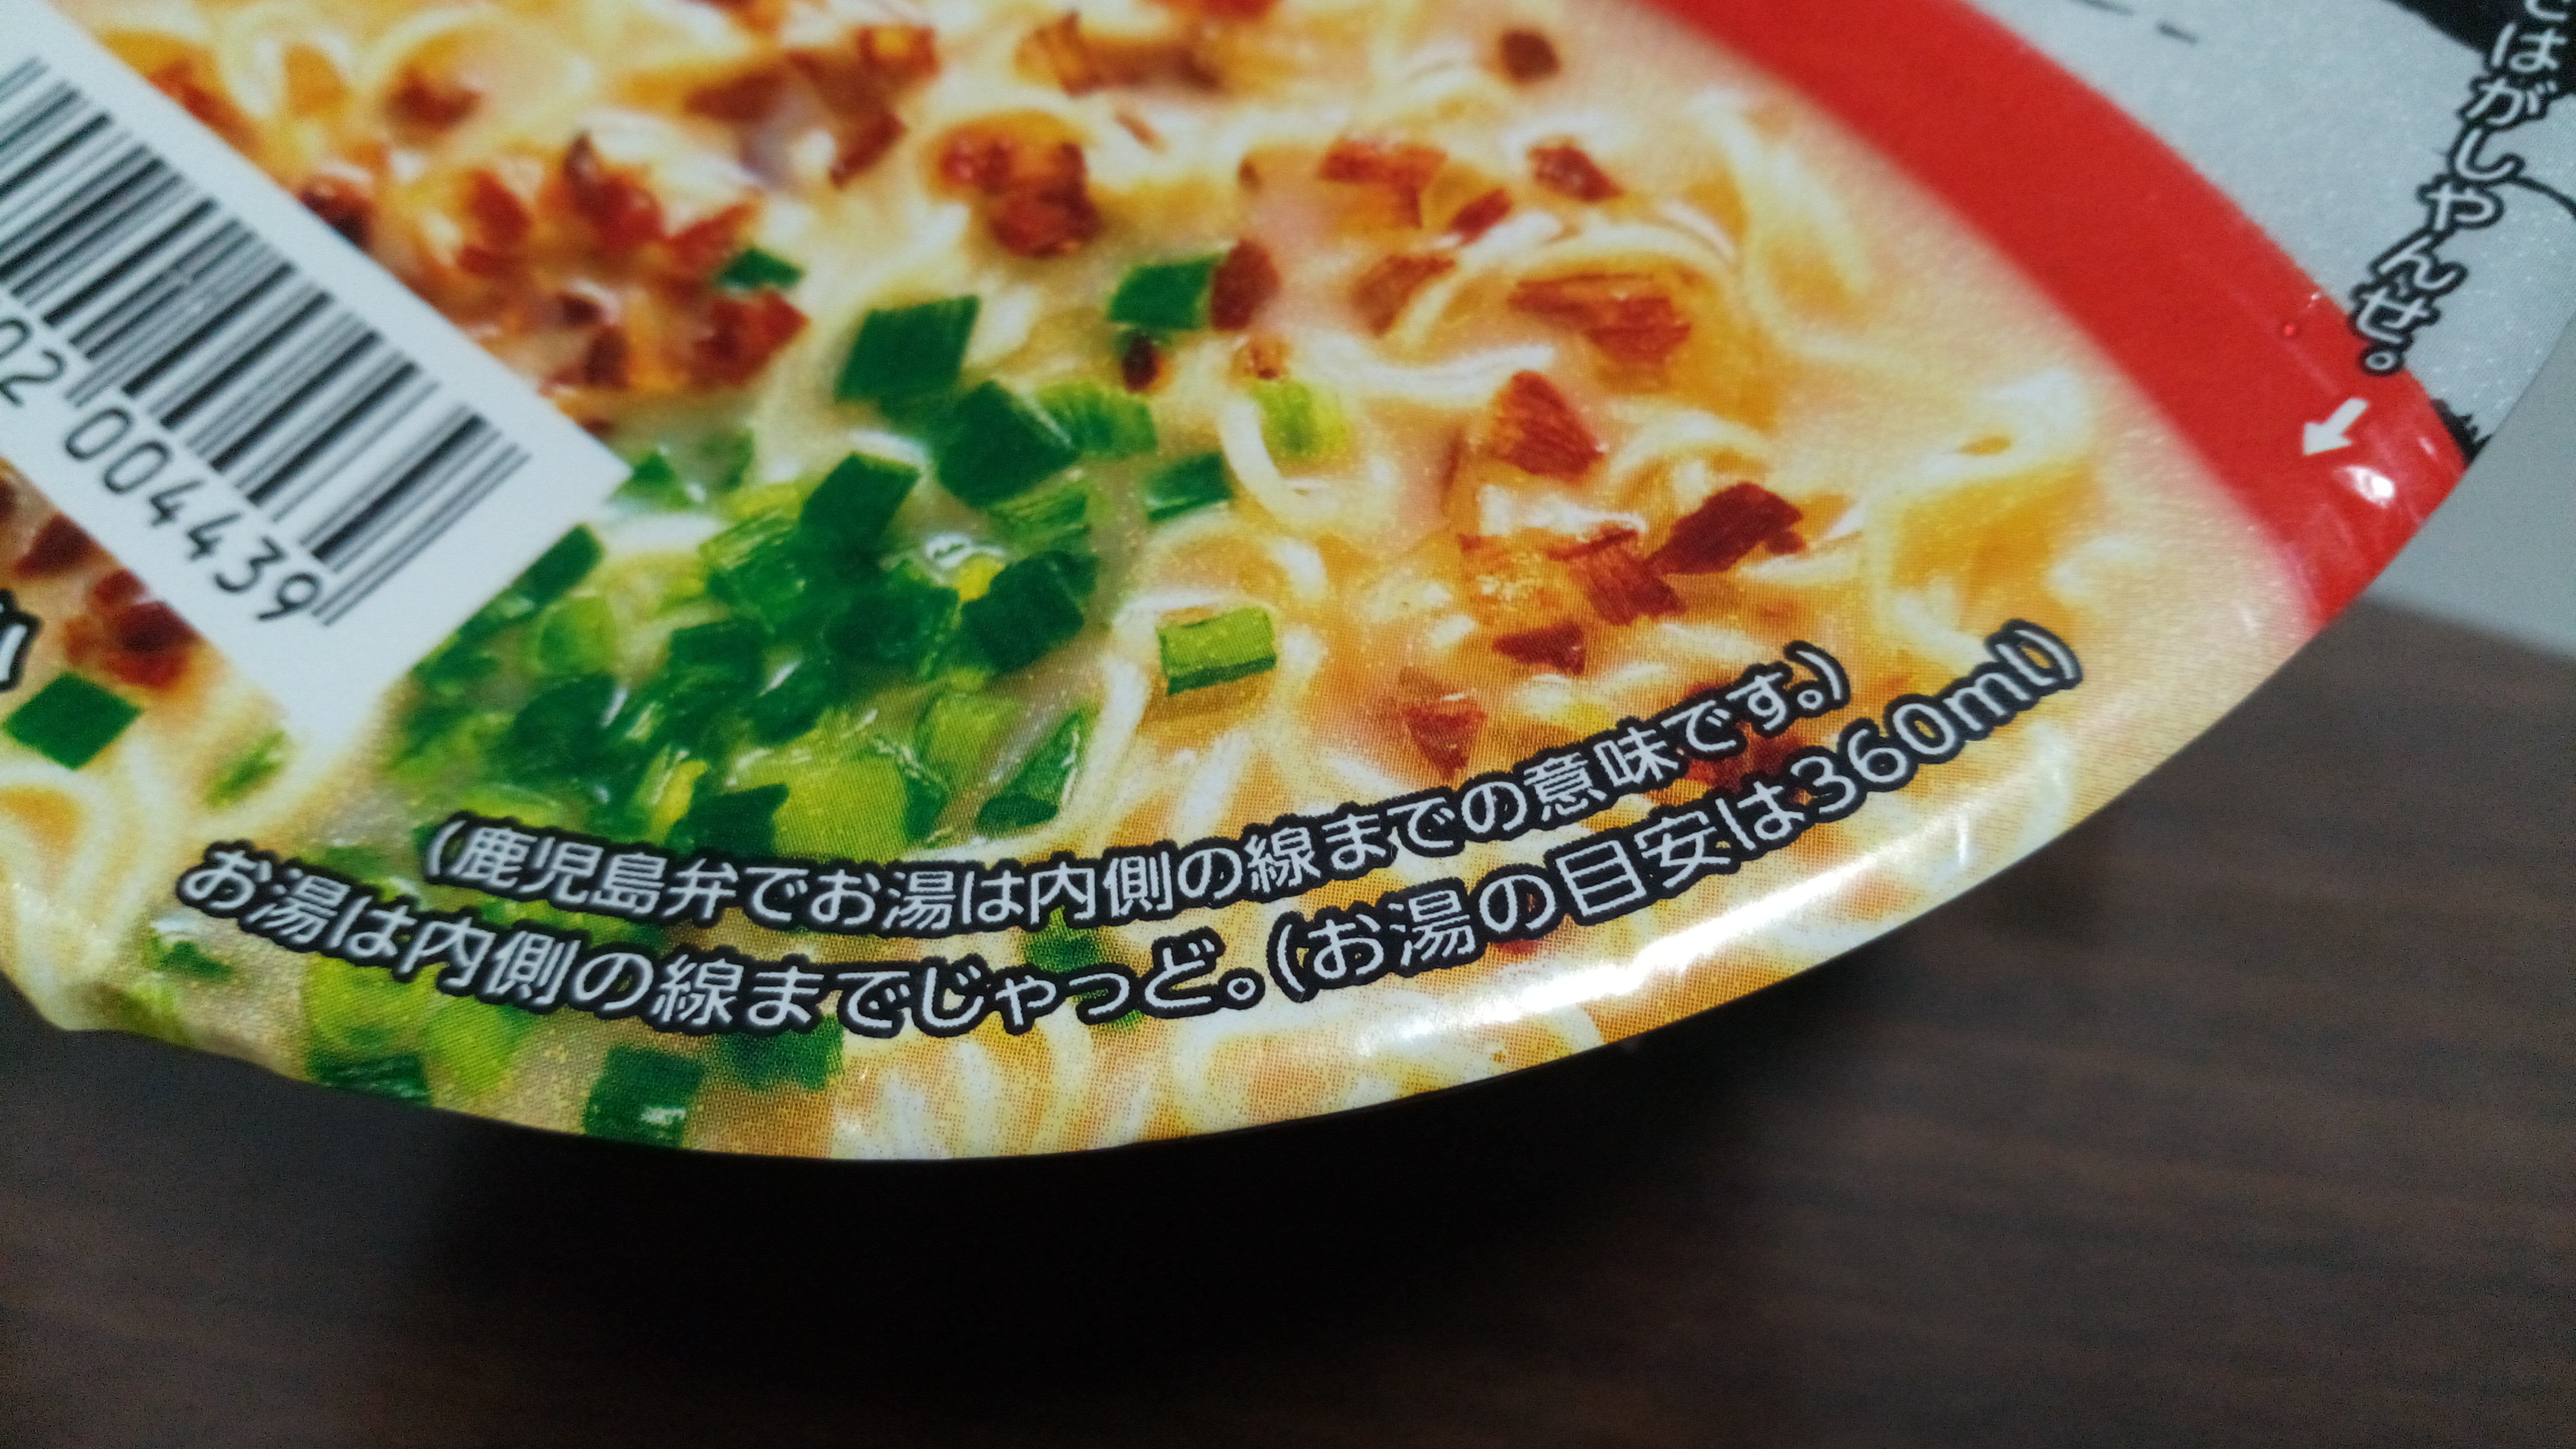 はがしやんせ。
02 004439
(鹿児島弁でお湯は内側の線までの意味です。)
お湯は内側の線までじゃっど。(お湯の目安は360ml)